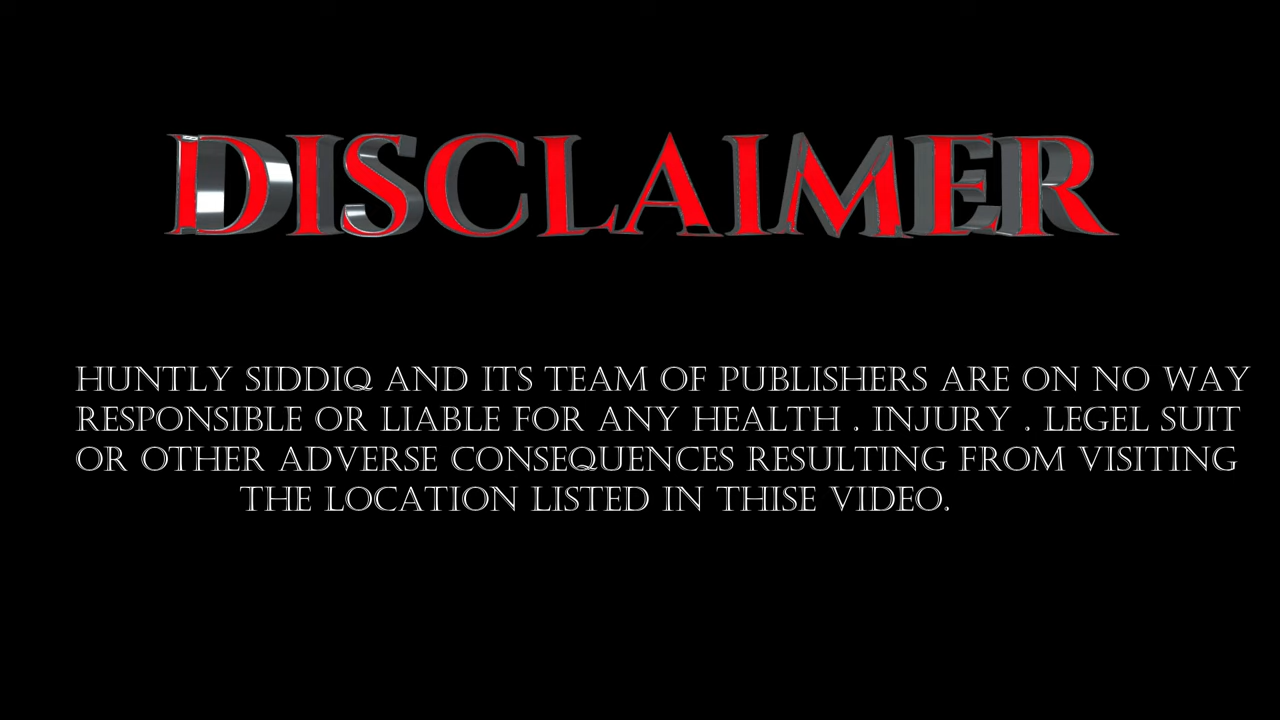 DISCLAIMER
HUNTLY SIDDIQ AND ITS TEAM OF PUBLISHERS ARE ON NO WAY
RESPONSIBLE OR LIABLE FOR ANY HEALTH . INJURY . LEGEL SUIT
OR OTHER ADVERSE CONSEQUENCES RESULTING FROM VISITING
THE LOCATION LISTED IN THISE VIDEO.